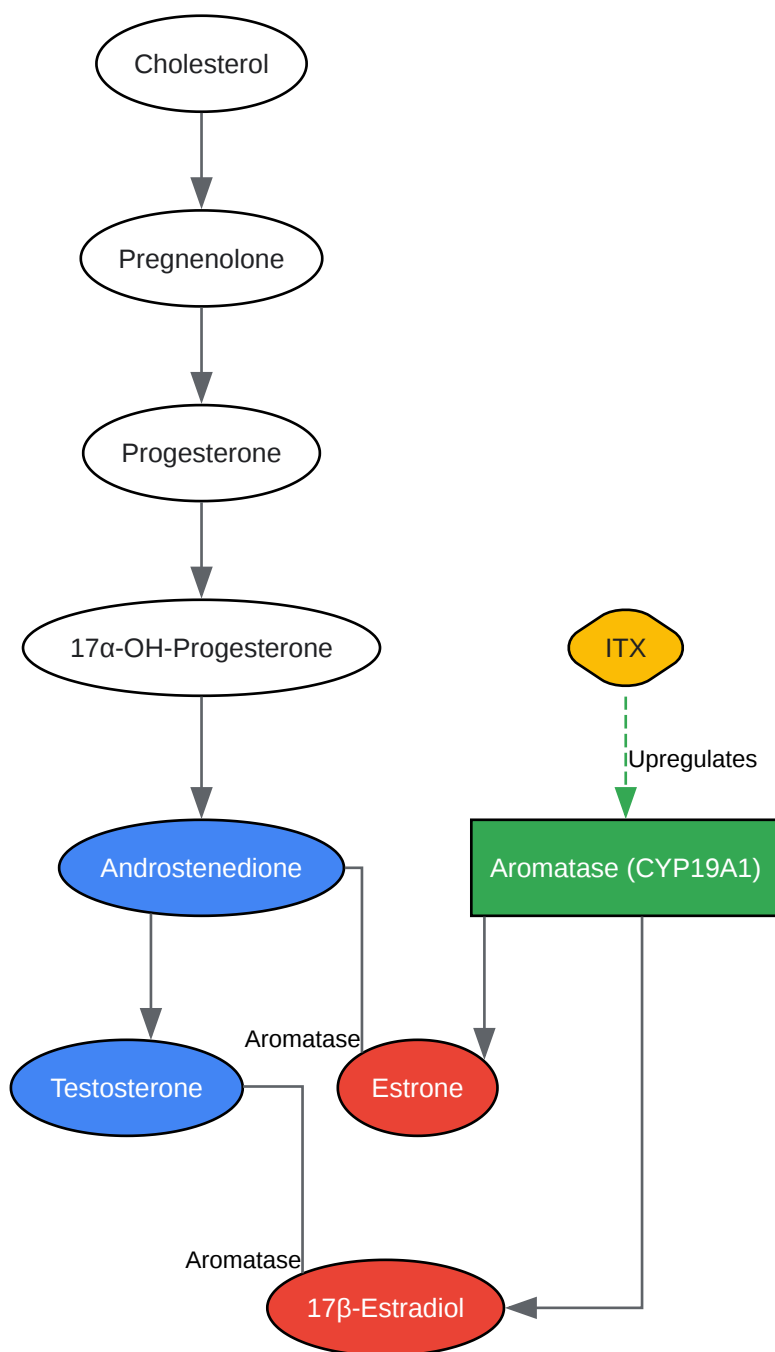 Cholesterol
Pregnenolone
Progesterone
17α-OH-Progesterone
ITX
Upregulates
Androstenedione
Aromatase (CYP19A1)
Aromatase
Testosterone
Estrone
Aromatase
17β-Estradiol